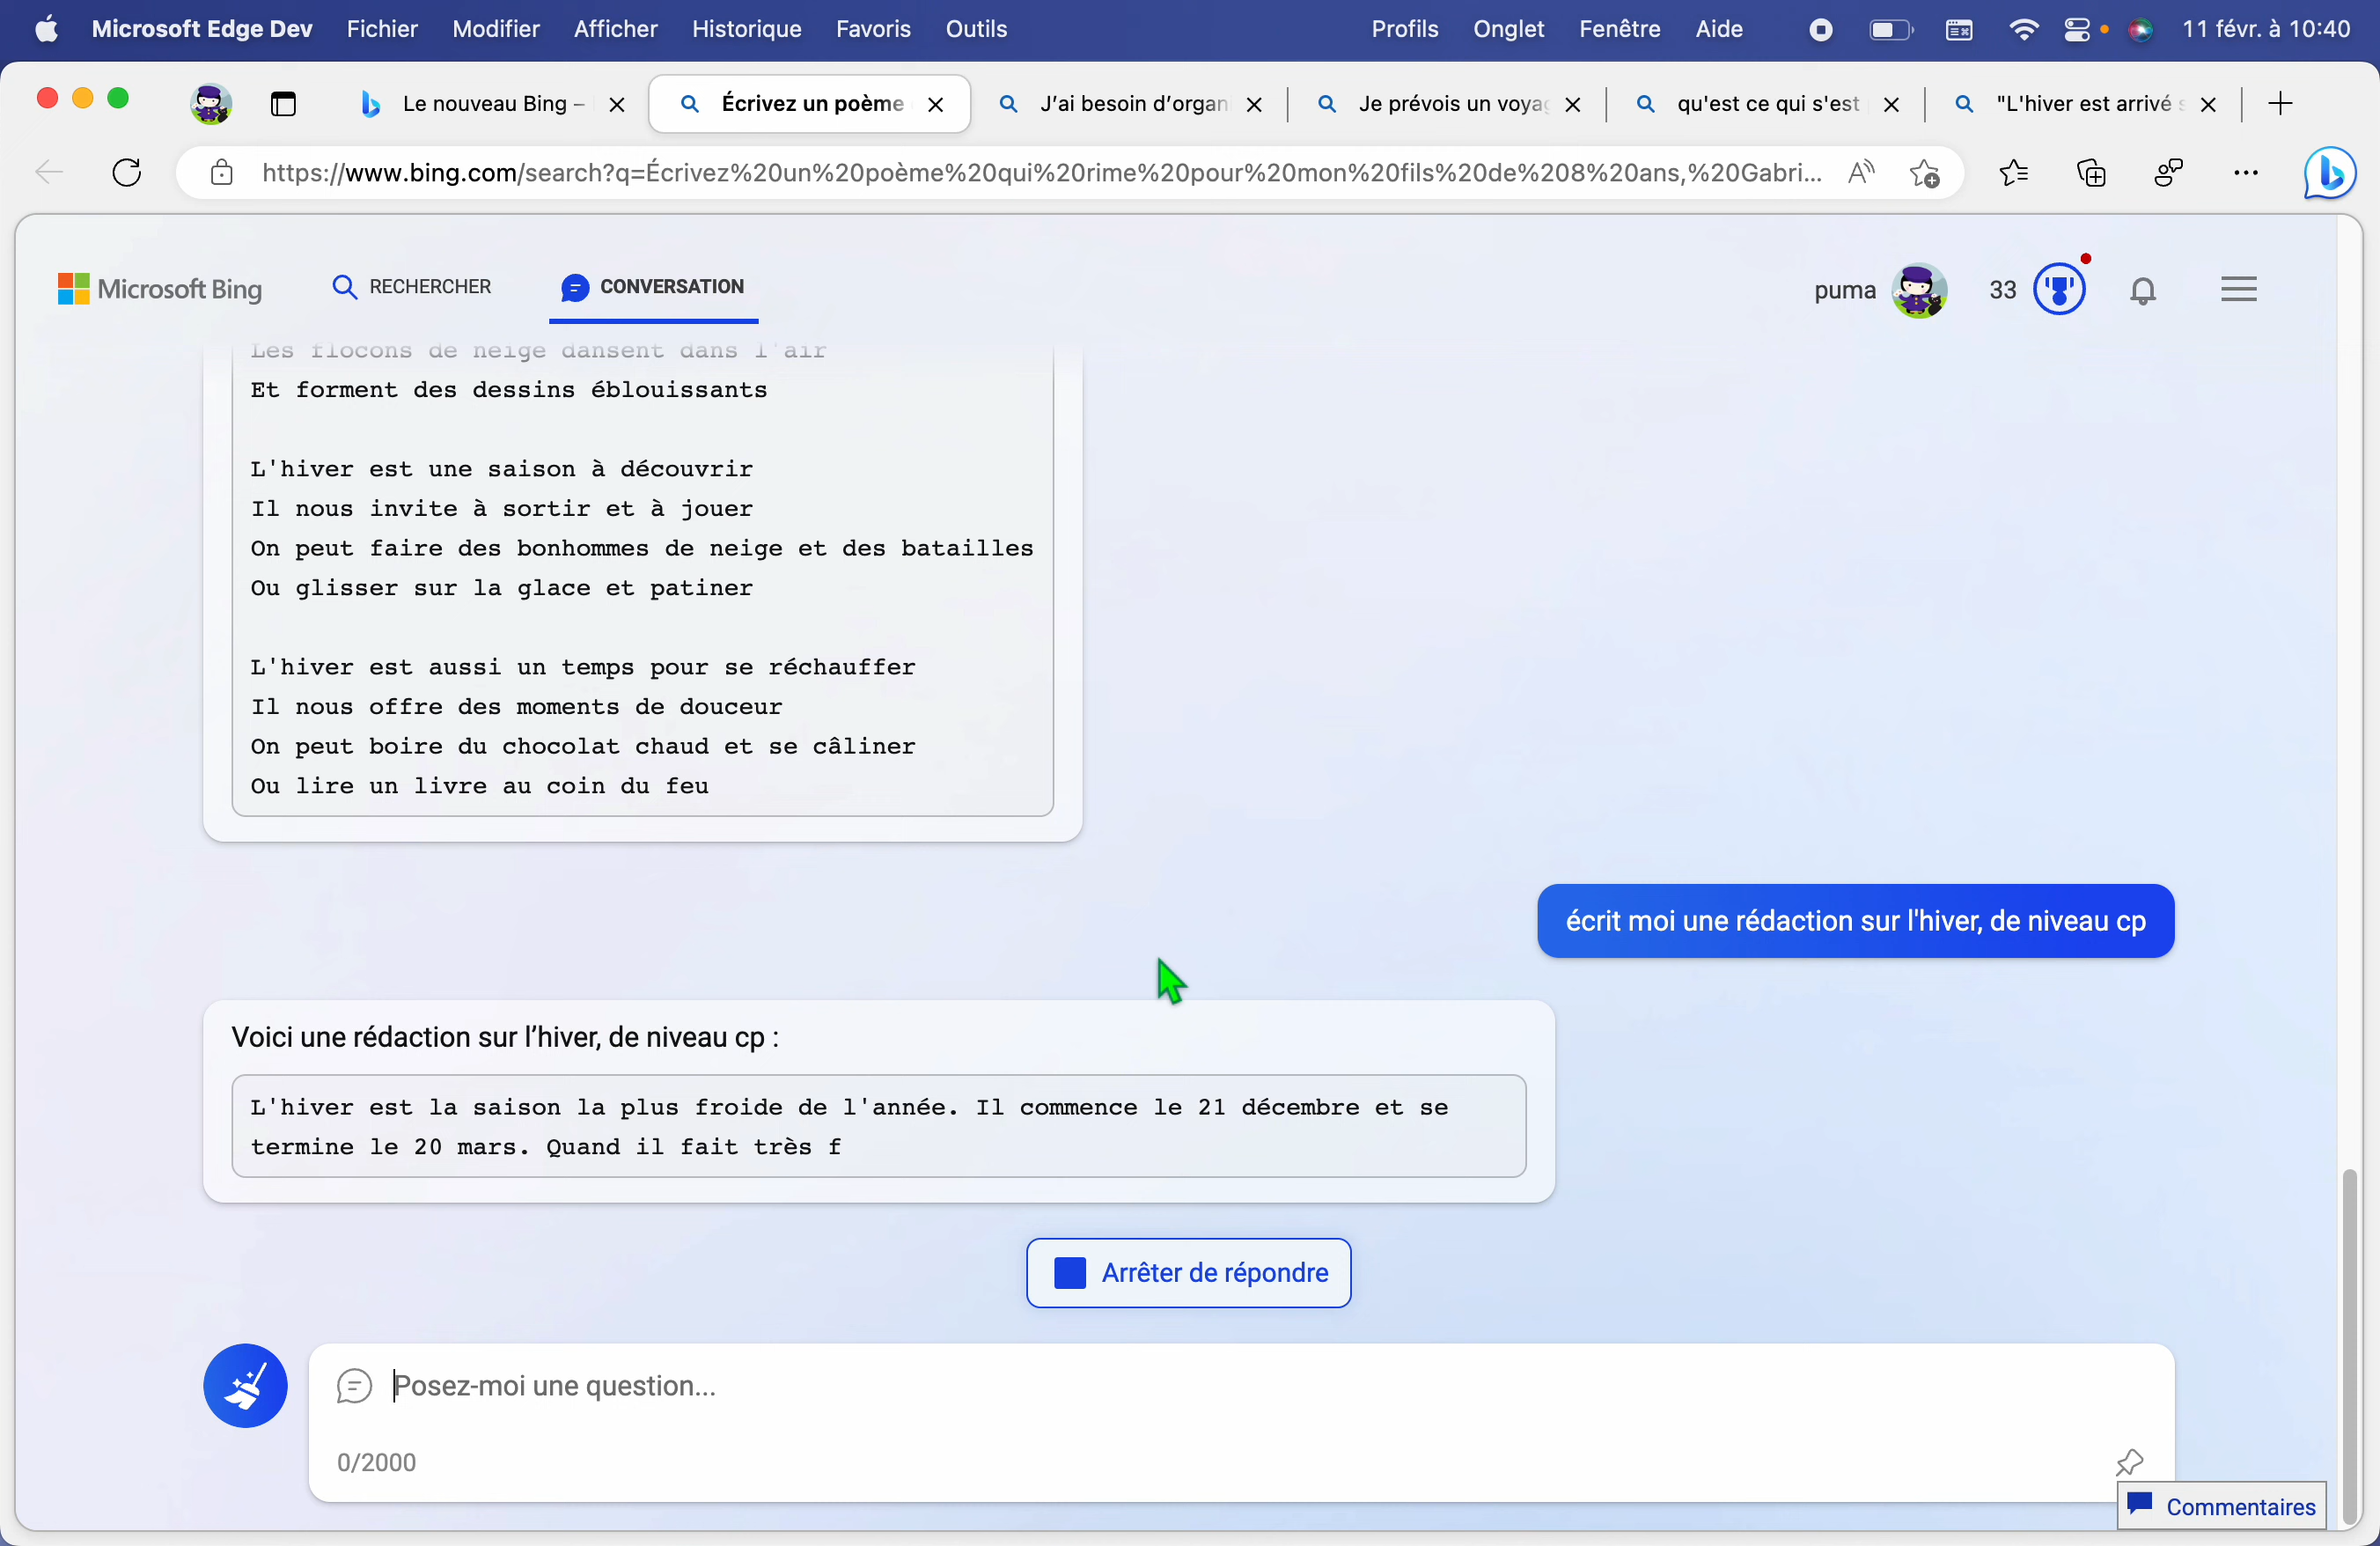 Microsoft Edge Dev Fichier Modifier Afficher Historique Favoris Outils Profils Onglet Fenêtre Aide 11 févr. à 10:40
Le nouveau Bing – Écrivez un poème J'ai besoin d'organ Je prévois un voyag qu'est ce qui s'est "L'hiver est arrivé s
https://www.bing.com/search?q=Écrivez%20un%20poème%20qui%20rime%20pour%20mon%20fils%20de%208%20ans,%20Gabri...
Microsoft Bing RECHERCHER CONVERSATION puma 33
Les flocons de neige dansent dans l'air
Et forment des dessins éblouissants
L'hiver est une saison à découvrir
Il nous invite à sortir et à jouer
On peut faire des bonhommes de neige et des batailles
Ou glisser sur la glace et patiner
L'hiver est aussi un temps pour se réchauffer
Il nous offre des moments de douceur
On peut boire du chocolat chaud et se câliner
Ou lire un livre au coin du feu
écrit moi une rédaction sur l'hiver, de niveau cp
Voici une rédaction sur l'hiver, de niveau cp :
L'hiver est la saison la plus froide de l'année. Il commence le 21 décembre et se
termine le 20 mars. Quand il fait très f
Arrêter de répondre
Posez-moi une question...
0/2000
Commentaires